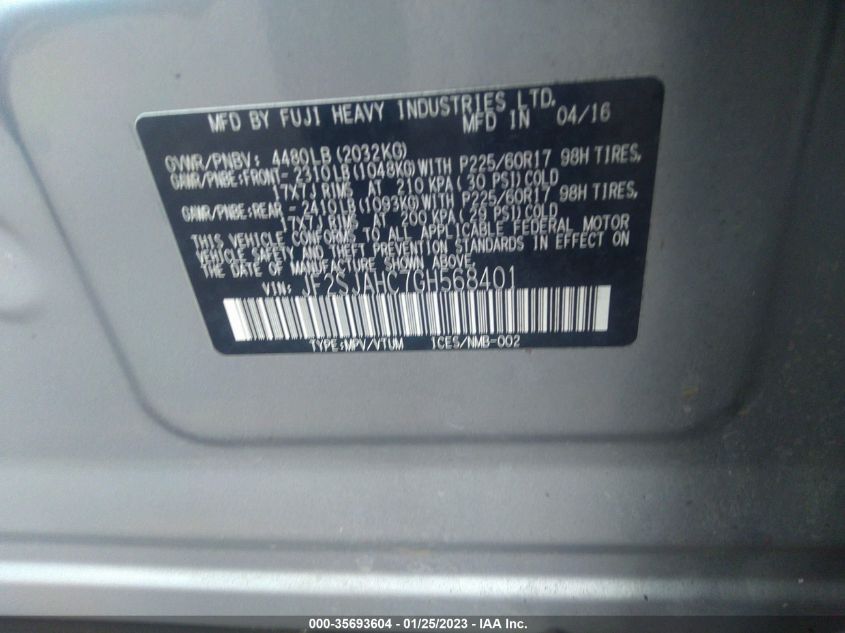 MFD BY FUJI HEAVY INDUSTRIES LTD.
MFD IN 04/16
GVWR/PNBV: 4480LB (2032KG)
GAWR/PNBE:FRONT- 2310LB(1048KG)WITH P225/60R17 98H TIRES,
17X7J RIMS AT 210 KPA( 30 PSI)COLD
GAWR/PNBE:REAR - 2410LB(1093KG)WITH P225/60R17 98H TIRES,
17X7J RIMS AT 200 KPA( 29 PSI)COLD
THIS VEHICLE CONFORMS TO ALL APPLICABLE FEDERAL MOTOR
VEHICLE SAFETY AND THEFT PREVENTION STANDARDS IN EFFECT ON
THE DATE OF MANUFACTURE SHOWN ABOVE.
VIN: JF2SJAHC7GH568401
TYPE:MPV/VTUM ICES/NMB-002
000-35693604 - 01/25/2023 - IAA Inc.